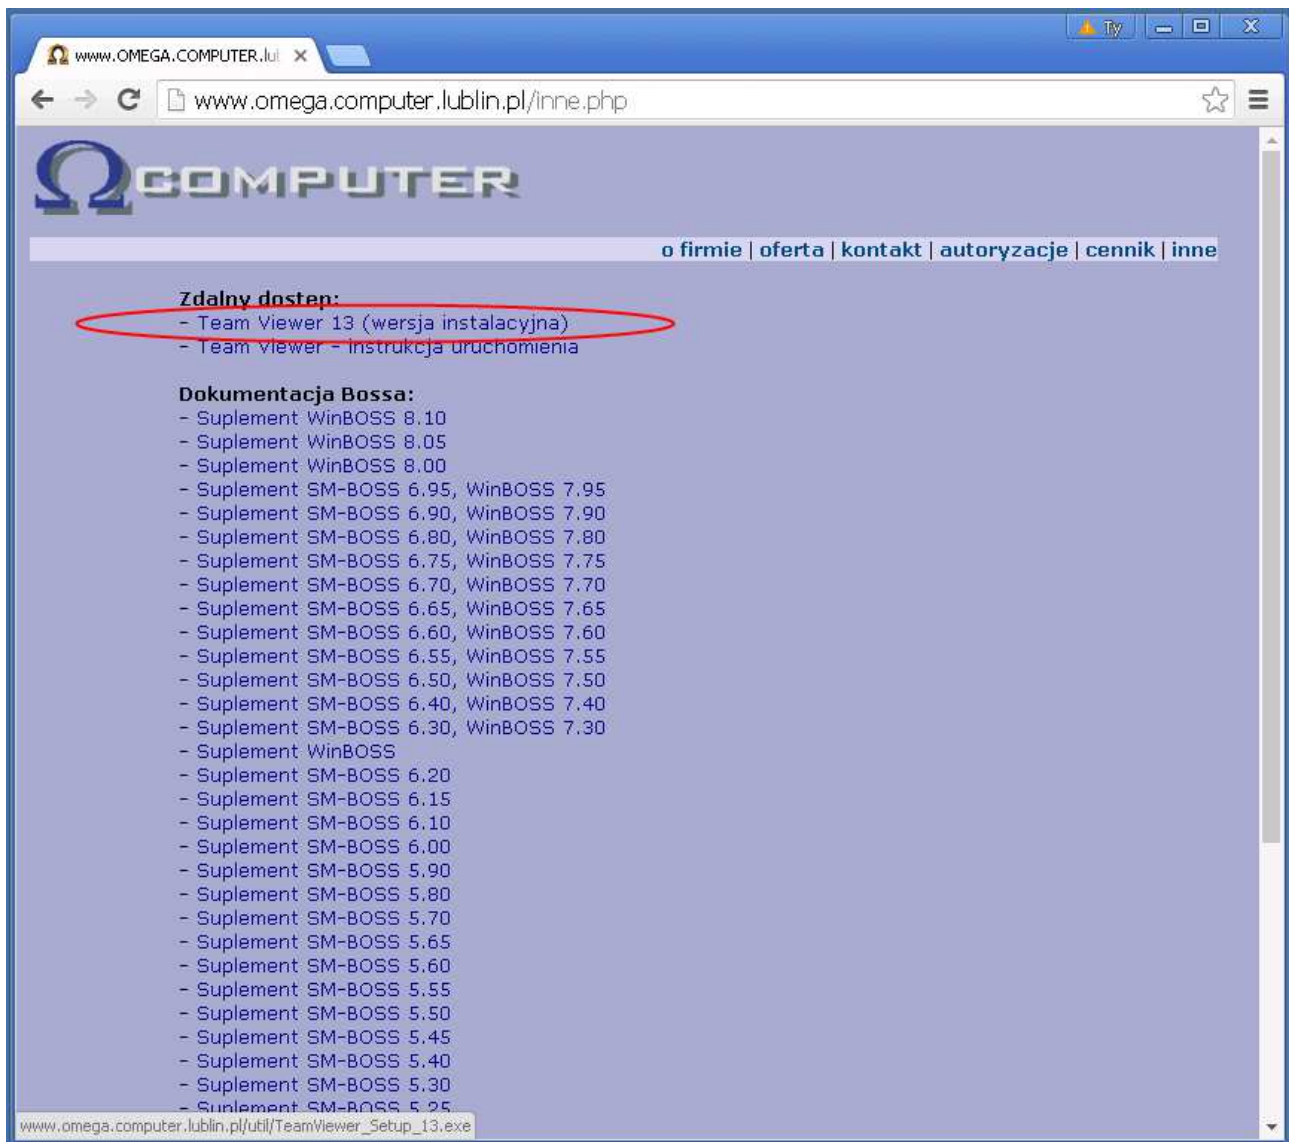 Ty
www.OMEGA.COMPUTER.lul
www.omega.computer.lublin.pl/inne.php
Ω COMPUTER
o firmie | oferta | kontakt | autoryzacje | cennik | inne
Zdalny dostęp:
- Team Viewer 13 (wersja instalacyjna)
- Team Viewer - instrukcja uruchomienia
Dokumentacja Bossa:
- Suplement WinBOSS 8.10
- Suplement WinBOSS 8.05
- Suplement WinBOSS 8.00
- Suplement SM-BOSS 6.95, WinBOSS 7.95
- Suplement SM-BOSS 6.90, WinBOSS 7.90
- Suplement SM-BOSS 6.80, WinBOSS 7.80
- Suplement SM-BOSS 6.75, WinBOSS 7.75
- Suplement SM-BOSS 6.70, WinBOSS 7.70
- Suplement SM-BOSS 6.65, WinBOSS 7.65
- Suplement SM-BOSS 6.60, WinBOSS 7.60
- Suplement SM-BOSS 6.55, WinBOSS 7.55
- Suplement SM-BOSS 6.50, WinBOSS 7.50
- Suplement SM-BOSS 6.40, WinBOSS 7.40
- Suplement SM-BOSS 6.30, WinBOSS 7.30
- Suplement WinBOSS
- Suplement SM-BOSS 6.20
- Suplement SM-BOSS 6.15
- Suplement SM-BOSS 6.10
- Suplement SM-BOSS 6.00
- Suplement SM-BOSS 5.90
- Suplement SM-BOSS 5.80
- Suplement SM-BOSS 5.70
- Suplement SM-BOSS 5.65
- Suplement SM-BOSS 5.60
- Suplement SM-BOSS 5.55
- Suplement SM-BOSS 5.50
- Suplement SM-BOSS 5.45
- Suplement SM-BOSS 5.40
- Suplement SM-BOSS 5.30
- Suplement SM-BOSS 5.25
www.omega.computer.lublin.pl/util/TeamViewer_Setup_13.exe